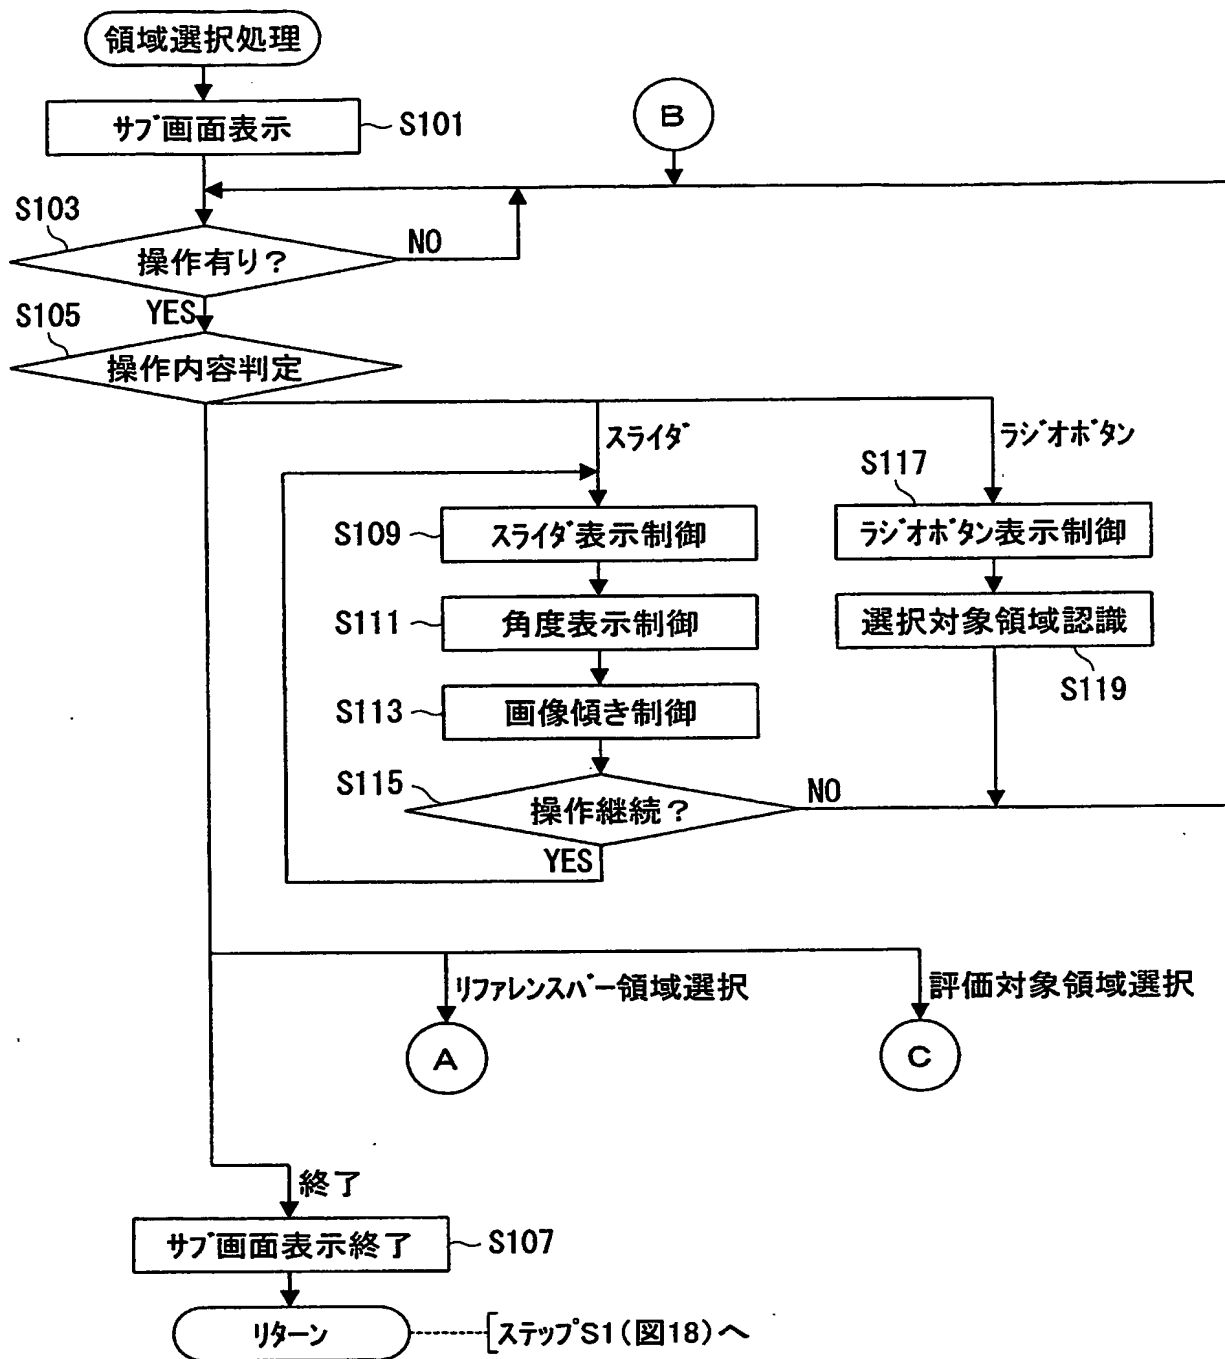 領域選択処理
サブ画面表示
S101
B
S103
操作有り?
NO
YES
S105
操作内容判定
スライダ
ラジオボタン
S117
S109
スライダ表示制御
ラジオボタン表示制御
S111
角度表示制御
選択対象領域認識
S119
S113
画像傾き制御
S115
操作継続?
NO
YES
リファレンスバー領域選択
評価対象領域選択
A
C
終了
サブ画面表示終了
S107
リターン
ステップS1(図18)へ